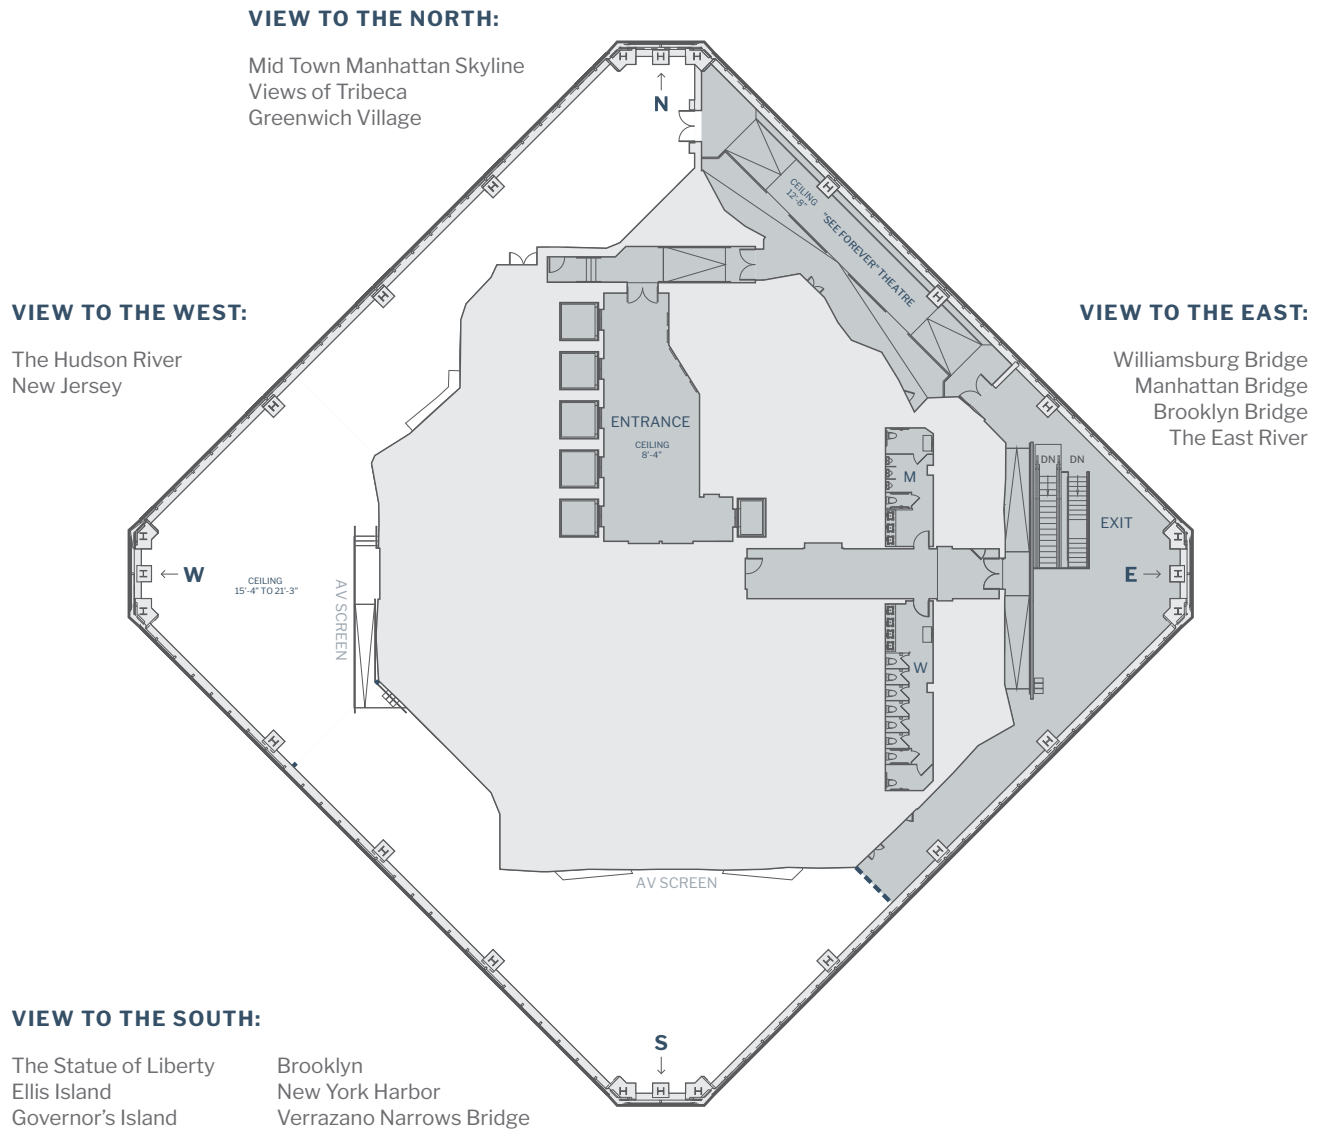 VIEW TO THE NORTH:
Mid Town Manhattan Skyline
Views of Tribeca
Greenwich Village
N
CEILING
12'-8"
"SEE FOREVER" THEATRE
VIEW TO THE WEST:
The Hudson River
New Jersey
VIEW TO THE EAST:
Williamsburg Bridge
Manhattan Bridge
Brooklyn Bridge
The East River
ENTRANCE
CEILING
8'-4"
M
DN
DN
EXIT
W
CEILING
15'-4" TO 21'-3"
AV SCREEN
E
W
AV SCREEN
VIEW TO THE SOUTH:
The Statue of Liberty
Ellis Island
Governor's Island
Brooklyn
New York Harbor
Verrazano Narrows Bridge
S